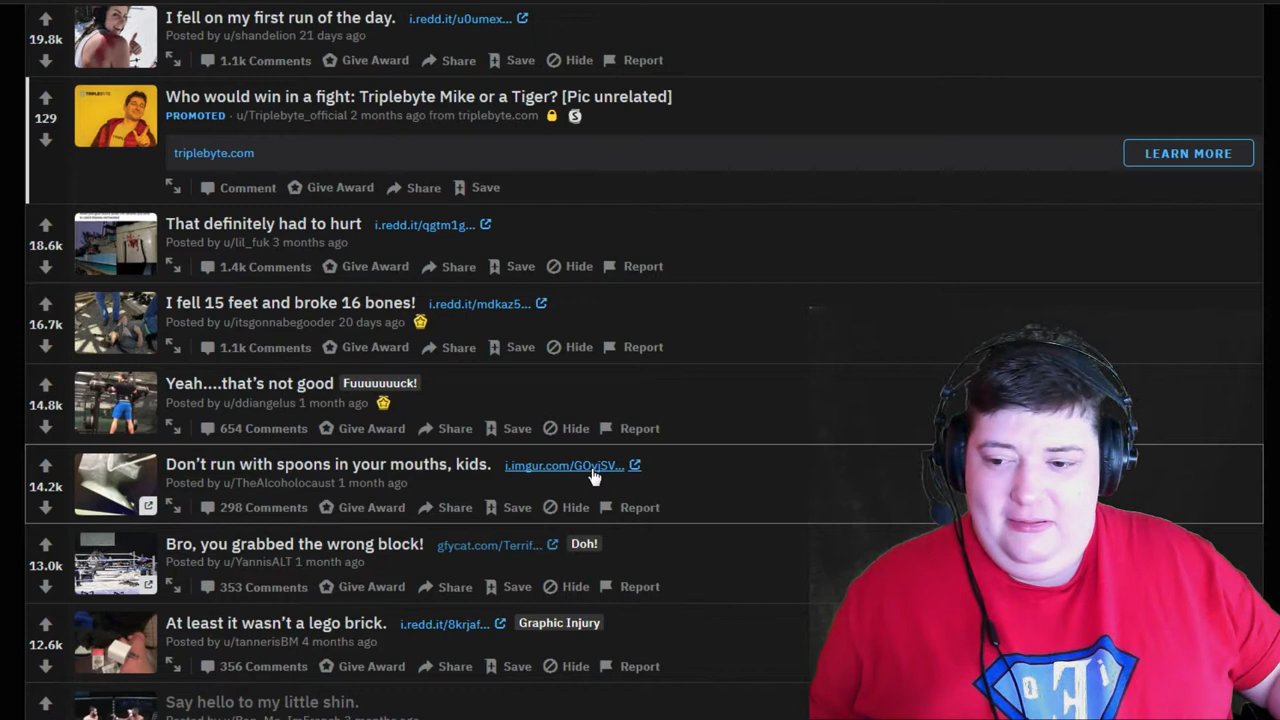 I fell on my first run of the day. i.redd.it/u0umex...
19.8k
Posted by u/shandelion 21 days ago
1.1k Comments Give Award Share Save Hide Report
Who would win in a fight: Triplebyte Mike or a Tiger? [Pic unrelated]
129
PROMOTED · u/Triplebyte_official 2 months ago from triplebyte.com
triplebyte.com LEARN MORE
Comment Give Award Share Save
That definitely had to hurt i.redd.it/qgtm1g...
18.6k
Posted by u/lil_fuk 3 months ago
1.4k Comments Give Award Share Save Hide Report
I fell 15 feet and broke 16 bones! i.redd.it/mdkaz5...
16.7k
Posted by u/itsgonnabegooder 20 days ago
1.1k Comments Give Award Share Save Hide Report
Yeah....that's not good Fuuuuuuuck!
14.8k
Posted by u/ddiangelus 1 month ago
654 Comments Give Award Share Save Hide Report
Don't run with spoons in your mouths, kids.
14.2k
Posted by u/TheAlcoholocaust 1 month ago
298 Comments Give Award Share Save Hide Report
Bro, you grabbed the wrong block! gfycat.com/Terrif... Doh!
13.0k
Posted by u/YannisALT 1 month ago
353 Comments Give Award Share Save Hide Report
At least it wasn't a lego brick. i.redd.it/8krjaf... Graphic Injury
12.6k
Posted by u/tannerisBM 4 months ago
356 Comments Give Award Share Save Hide Report
Say hello to my little shin.